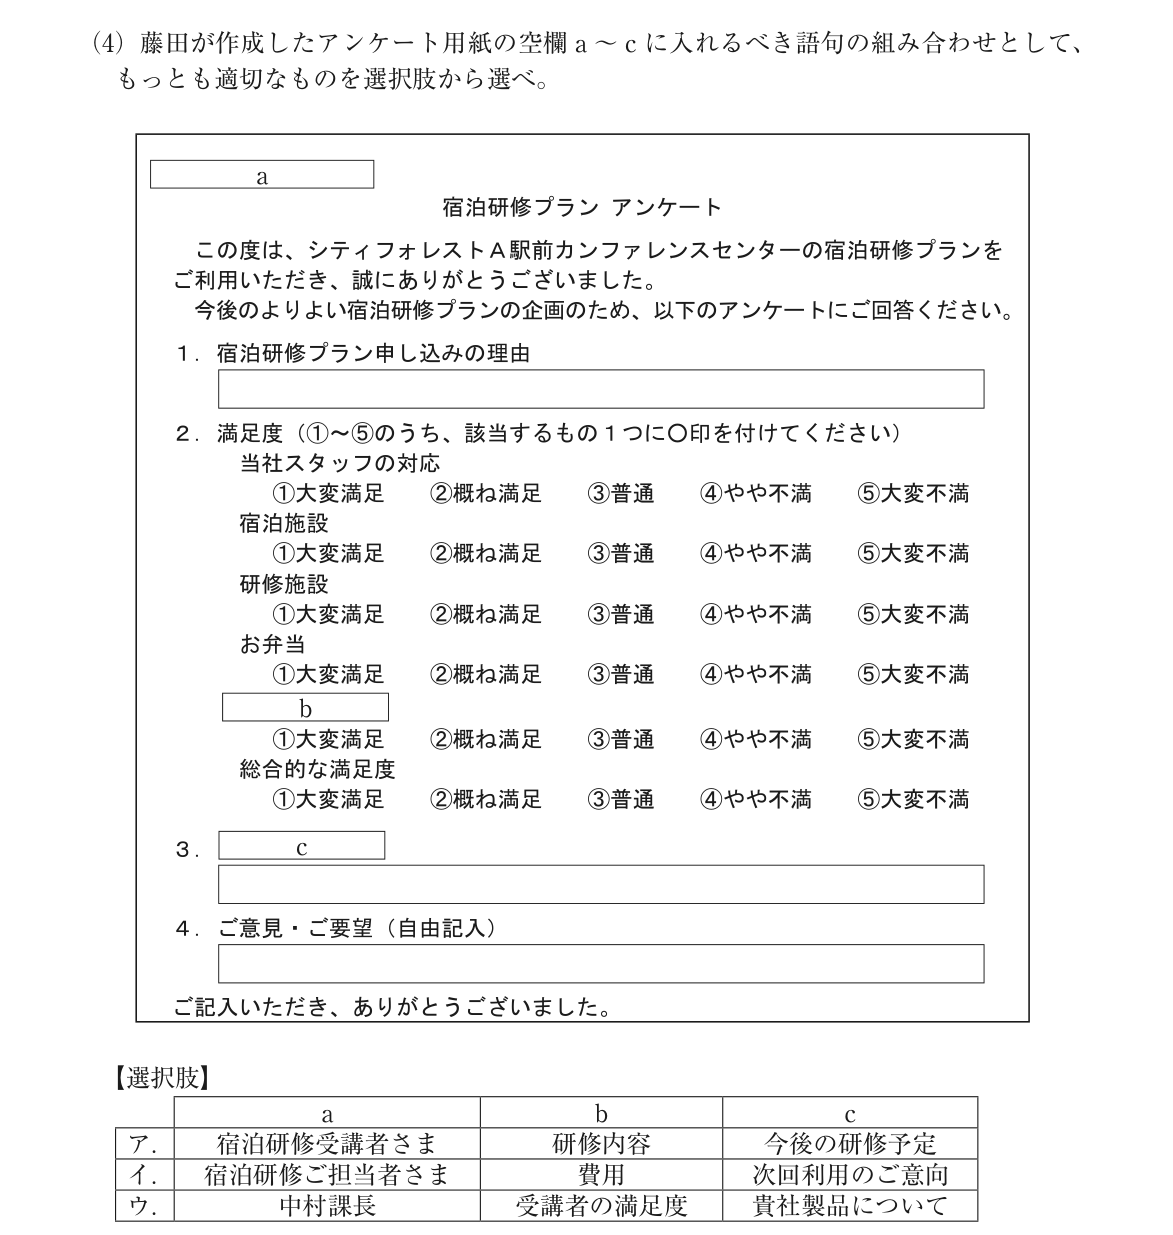 (4) 藤田が作成したアンケート用紙の空欄a～cに入れるべき語句の組み合わせとして、
もっとも適切なものを選択肢から選べ。
a
宿泊研修プラン アンケート
この度は、シティフォレストA駅前カンファレンスセンターの宿泊研修プランを
ご利用いただき、誠にありがとうございました。
今後のよりよい宿泊研修プランの企画のため、以下のアンケートにご回答ください。
１．宿泊研修プラン申し込みの理由
２．満足度（①～⑤のうち、該当するもの１つに〇印を付けてください）
当社スタッフの対応
①大変満足 ②概ね満足 ③普通 ④やや不満 ⑤大変不満
宿泊施設
①大変満足 ②概ね満足 ③普通 ④やや不満 ⑤大変不満
研修施設
①大変満足 ②概ね満足 ③普通 ④やや不満 ⑤大変不満
お弁当
①大変満足 ②概ね満足 ③普通 ④やや不満 ⑤大変不満
b
①大変満足 ②概ね満足 ③普通 ④やや不満 ⑤大変不満
総合的な満足度
①大変満足 ②概ね満足 ③普通 ④やや不満 ⑤大変不満
３． c
４．ご意見・ご要望（自由記入）
ご記入いただき、ありがとうございました。
【選択肢】
a b c
ア． 宿泊研修受講者さま 研修内容 今後の研修予定
イ． 宿泊研修ご担当者さま 費用 次回利用のご意向
ウ． 中村課長 受講者の満足度 貴社製品について